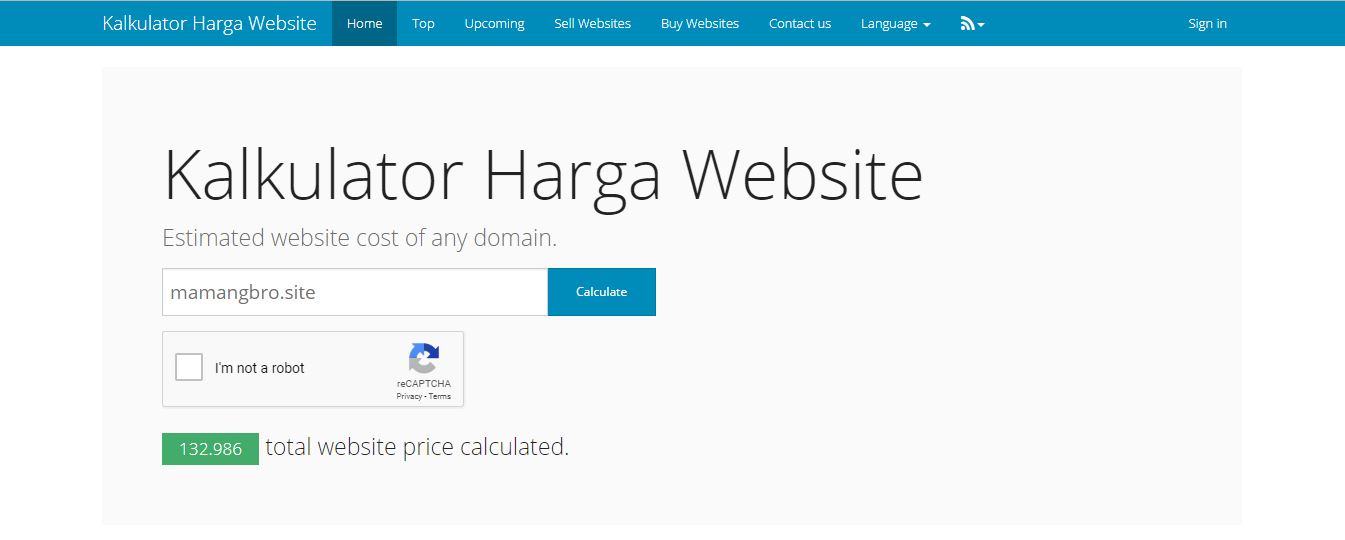 Kalkulator Harga Website Home Top Upcoming Sell Websites Buy Websites Contact us Language Sign in
Kalkulator Harga Website
Estimated website cost of any domain.
mamangbro.site Calculate
I'm not a robot
reCAPTCHA
Privacy - Terms
132.986 total website price calculated.